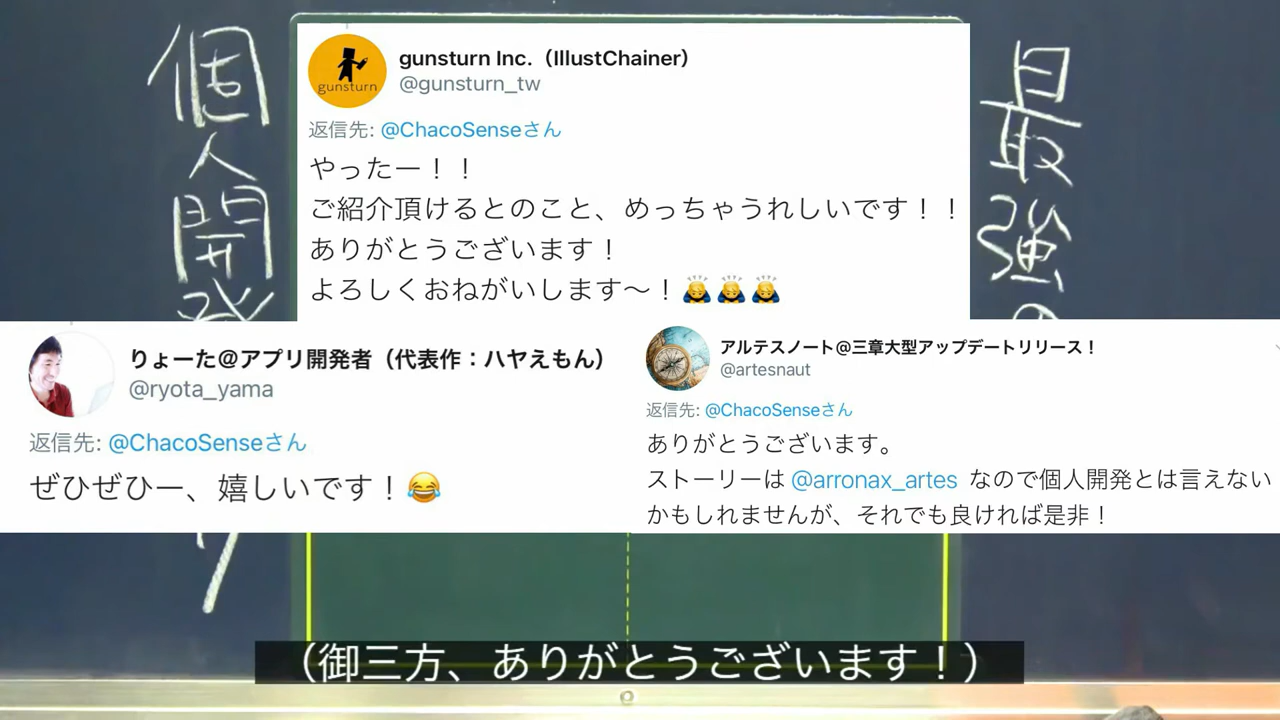 最強の
個人開発
gunsturn
gunsturn Inc.（IllustChainer）
@gunsturn_tw
返信先: @ChacoSenseさん
やったー！！
ご紹介頂けるとのこと、めっちゃうれしいです！！
ありがとうございます！
よろしくおねがいします〜！🙇🙇🙇
りょーた@アプリ開発者（代表作：ハヤえもん）
@ryota_yama
返信先: @ChacoSenseさん
ぜひぜひー、嬉しいです！😂
アルテスノート@三章大型アップデートリリース！
@artesnaut
返信先: @ChacoSenseさん
ありがとうございます。
ストーリーは @arronax_artes なので個人開発とは言えない
かもしれませんが、それでも良ければ是非！
（御三方、ありがとうございます！）